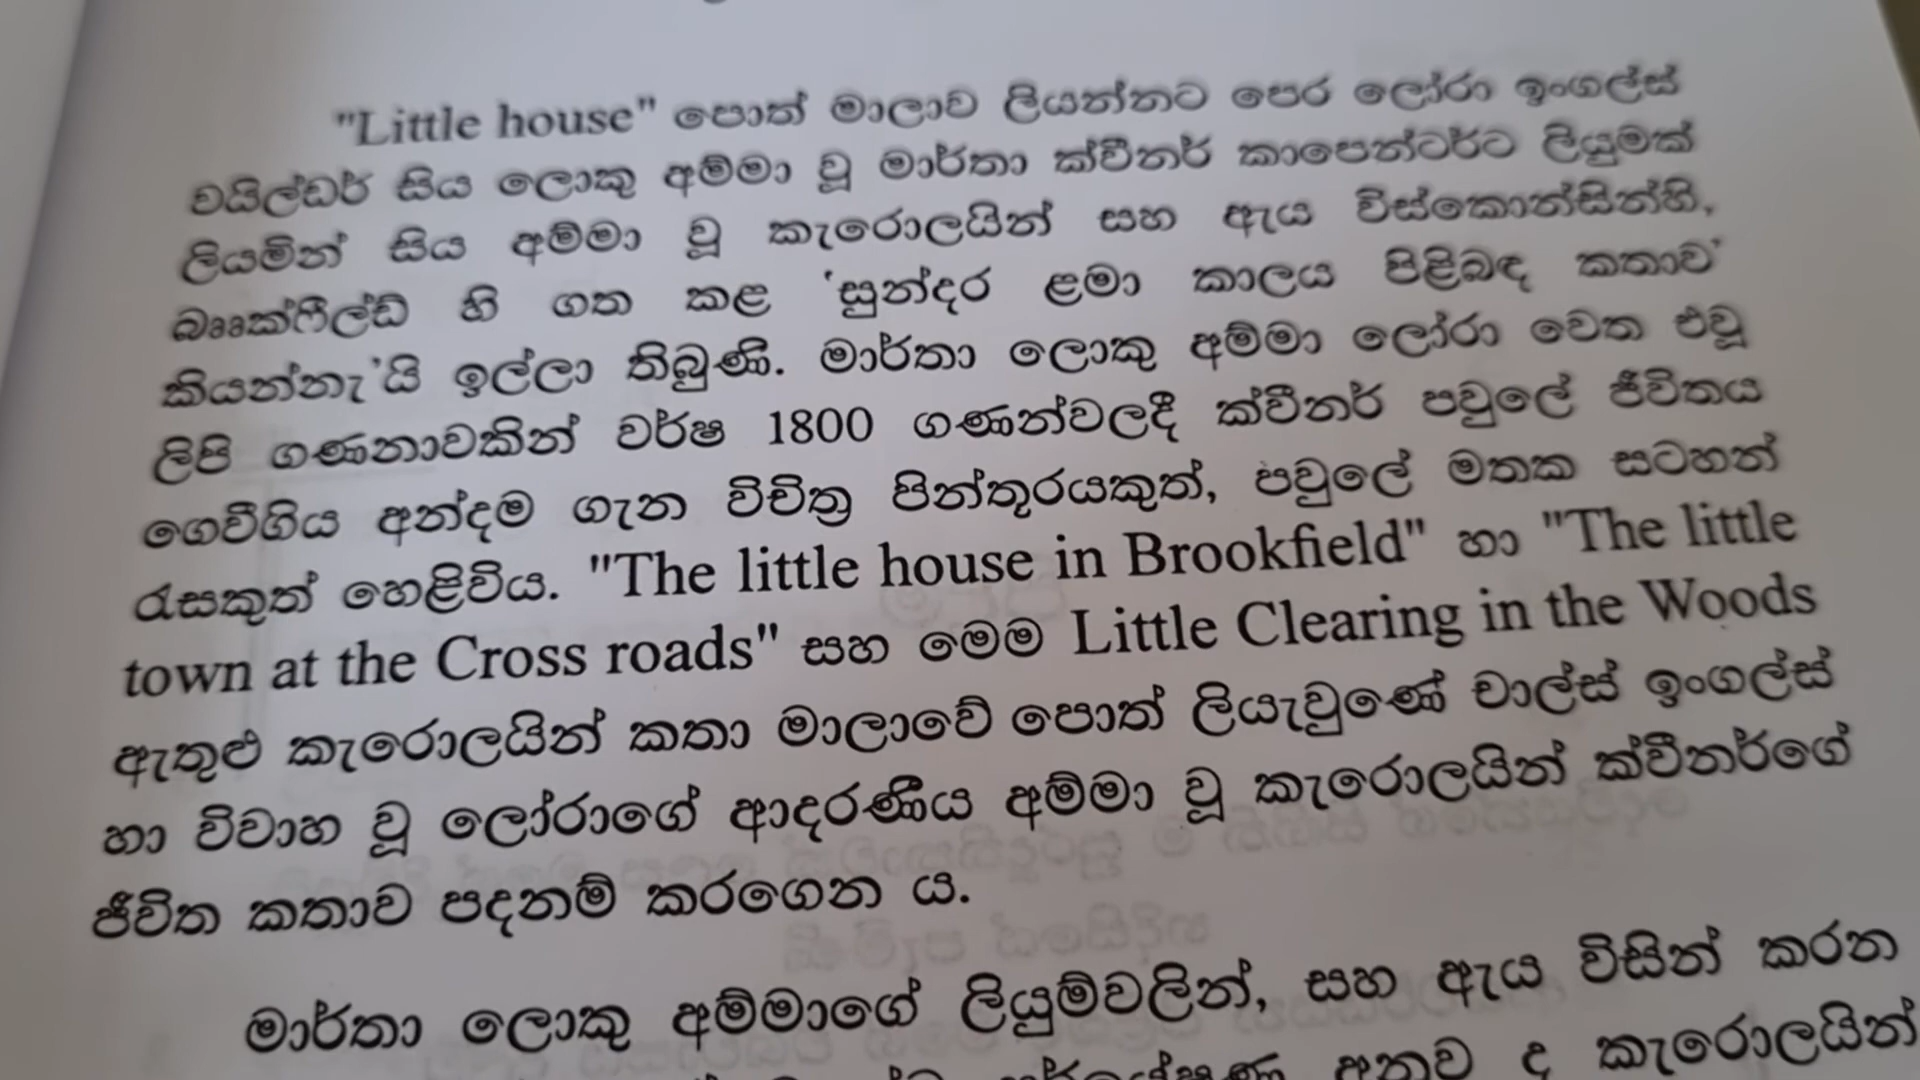 "Little house" පොත් මාලාව ලියන්නට පෙර ලෝරා ඉංගල්ස්
වයිල්ඩර් සිය ලොකු අම්මා වූ මාර්තා ක්වීනර් කාපෙන්ටර්ට ලියුමක්
ලියමින් සිය අම්මා වූ කැරොලයින් සහ ඇය විස්කොන්සින්හි,
බෲක්ෆීල්ඩ් හි ගත කළ 'සුන්දර ළමා කාලය පිළිබඳ කතාව'
කියන්නැ'යි ඉල්ලා තිබුණි. මාර්තා ලොකු අම්මා ලෝරා වෙත එවූ
ලිපි ගණනාවකින් වර්ෂ 1800 ගණන්වලදී ක්වීනර් පවුලේ ජීවිතය
ගෙවීගිය අන්දම ගැන විචිත්‍ර පින්තූරයකුත්, පවුලේ මතක සටහන්
රැසකුත් හෙළිවිය. "The little house in Brookfield" හා "The little
town at the Cross roads" සහ මෙම Little Clearing in the Woods
ඇතුළු කැරොලයින් කතා මාලාවේ පොත් ලියැවුණේ චාල්ස් ඉංගල්ස්
හා විවාහ වූ ලෝරාගේ ආදරණීය අම්මා වූ කැරොලයින් ක්වීනර්ගේ
ජීවිත කතාව පදනම් කරගෙන ය.
මාර්තා ලොකු අම්මාගේ ලියුම්වලින්, සහ ඇය විසින් කරන
අනුව ද කැරොලයින්